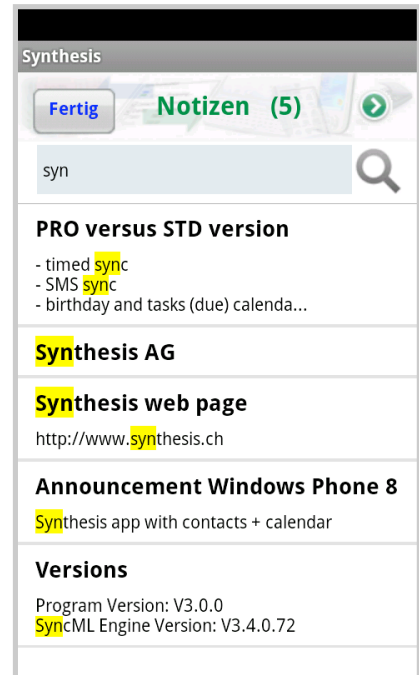 Synthesis
Fertig
Notizen (5)
syn
PRO versus STD version
- timed sync
- SMS sync
- birthday and tasks (due) calenda...
Synthesis AG
Synthesis web page
http://www.synthesis.ch
Announcement Windows Phone 8
Synthesis app with contacts + calendar
Versions
Program Version: V3.0.0
SyncML Engine Version: V3.4.0.72